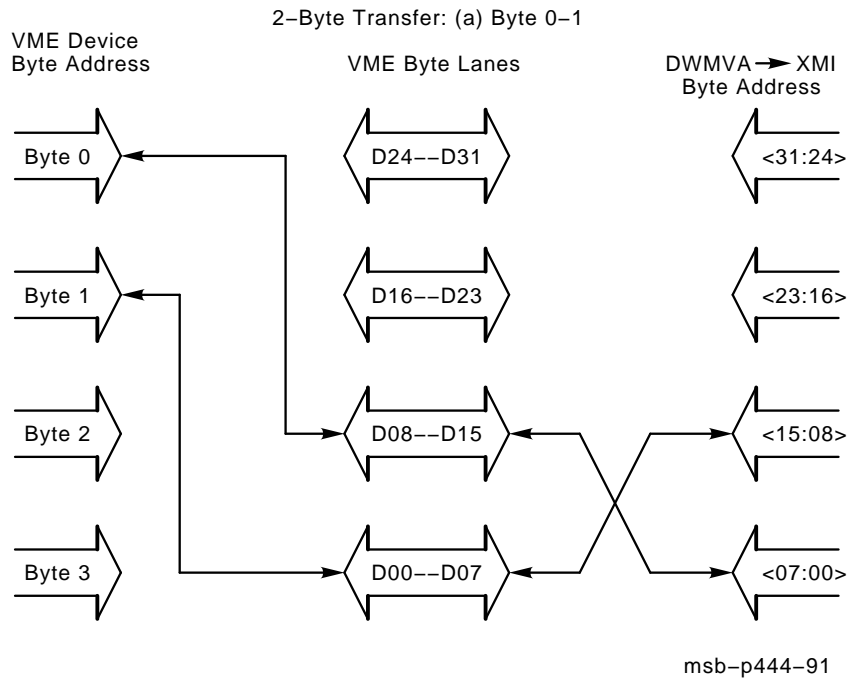 2−Byte Transfer: (a) Byte 0−1
VME Device
Byte Address
VME Byte Lanes
DWMVA → XMI
Byte Address
Byte 0
D24−−D31
<31:24>
Byte 1
D16−−D23
<23:16>
Byte 2
D08−−D15
<15:08>
Byte 3
D00−−D07
<07:00>
msb−p444−91